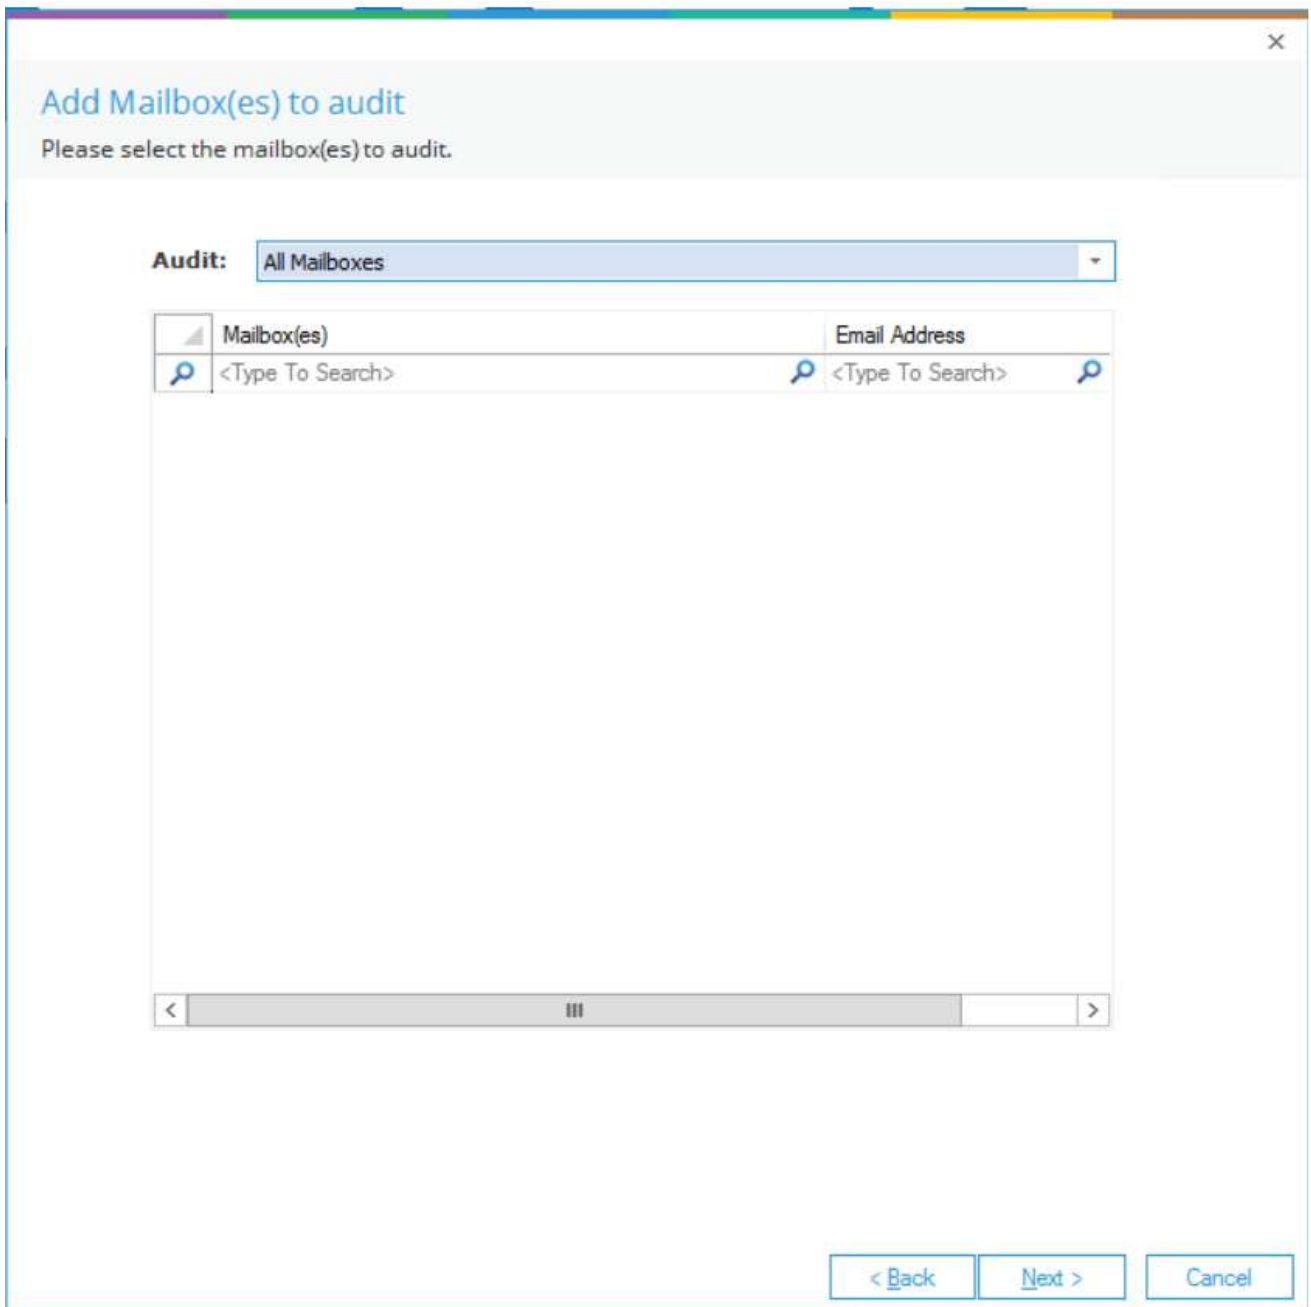 Add Mailbox(es) to audit
Please select the mailbox(es) to audit.
Audit: All Mailboxes
Mailbox(es) Email Address
<Type To Search> <Type To Search>
< Back Next > Cancel